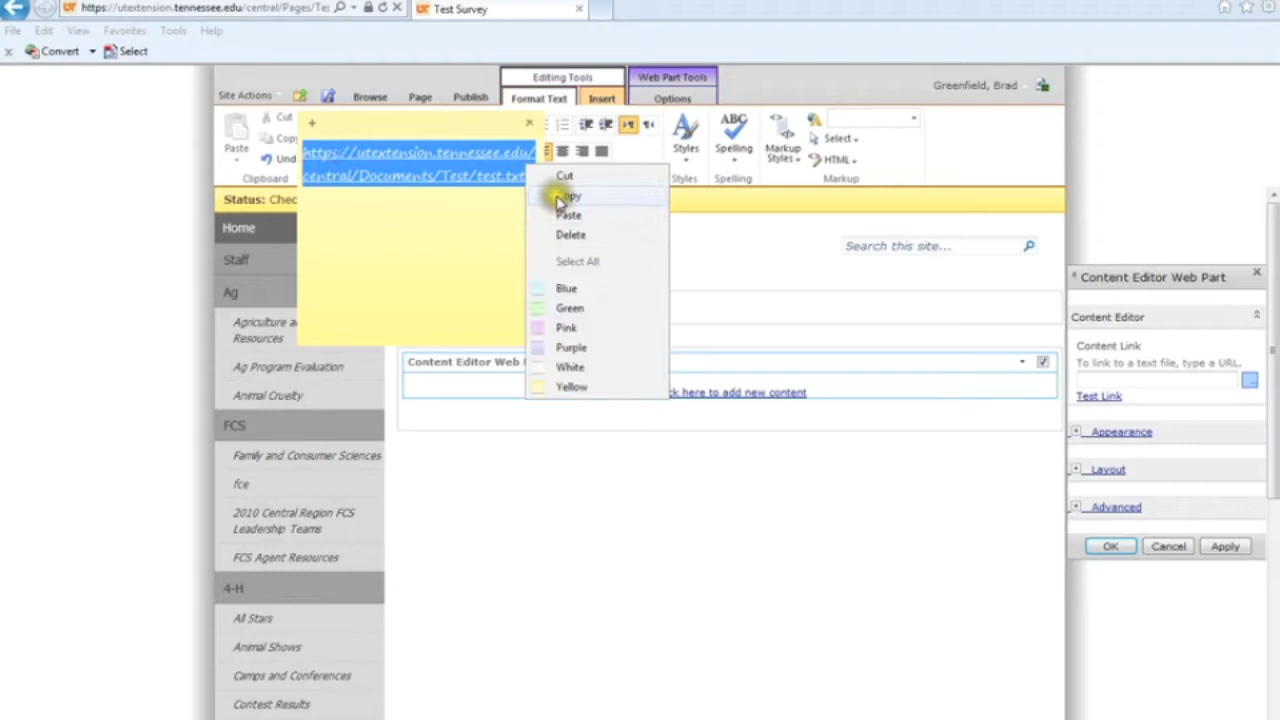 https://utextension.tennessee.edu/central/Pages/Te:
Test Survey
File Edit View Favorites Tools Help
x Convert Select
Editing Tools Web Part Tools
Greenfield, Brad
Site Actions Browse Page Publish Format Text Insert Options
Cut
Copy
Undo
Paste
Clipboard
Styles Spelling Markup Styles
Select
HTML
Styles Spelling Markup
https://utextension.tennessee.edu/
central/Documents/Test/test.txt
Cut
Copy
Paste
Delete
Select All
Blue
Green
Pink
Purple
White
Yellow
Status: Chec
Home
Staff
Ag
Agriculture a
Resources
Ag Program Evaluation
Animal Cruelty
FCS
Family and Consumer Sciences
fce
2010 Central Region FCS
Leadership Teams
FCS Agent Resources
4-H
All Stars
Animal Shows
Camps and Conferences
Contest Results
Search this site...
Content Editor Web
ck here to add new content
Content Editor Web Part
Content Editor
Content Link
To link to a text file, type a URL.
Test Link
Appearance
Layout
Advanced
OK Cancel Apply